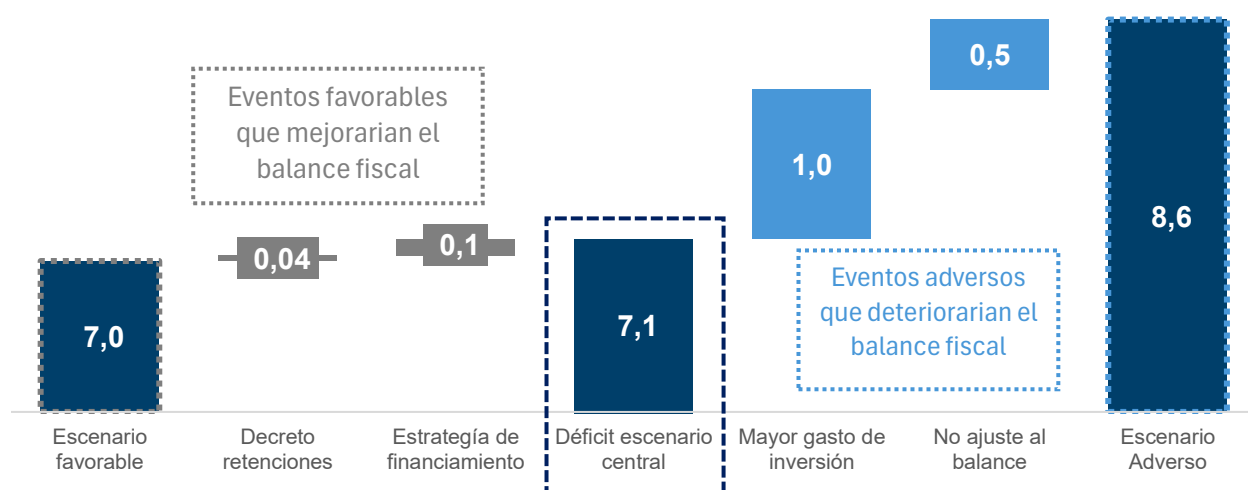 0,5
Eventos favorables
que mejorarian el
balance fiscal
1,0
8,6
0,04
0,1
Eventos adversos
que deteriorarian el
balance fiscal
7,0
7,1
Escenario
favorable
Decreto
retenciones
Estrategía de
financiamiento
Déficit escenario
central
Mayor gasto de
inversión
No ajuste al
balance
Escenario
Adverso